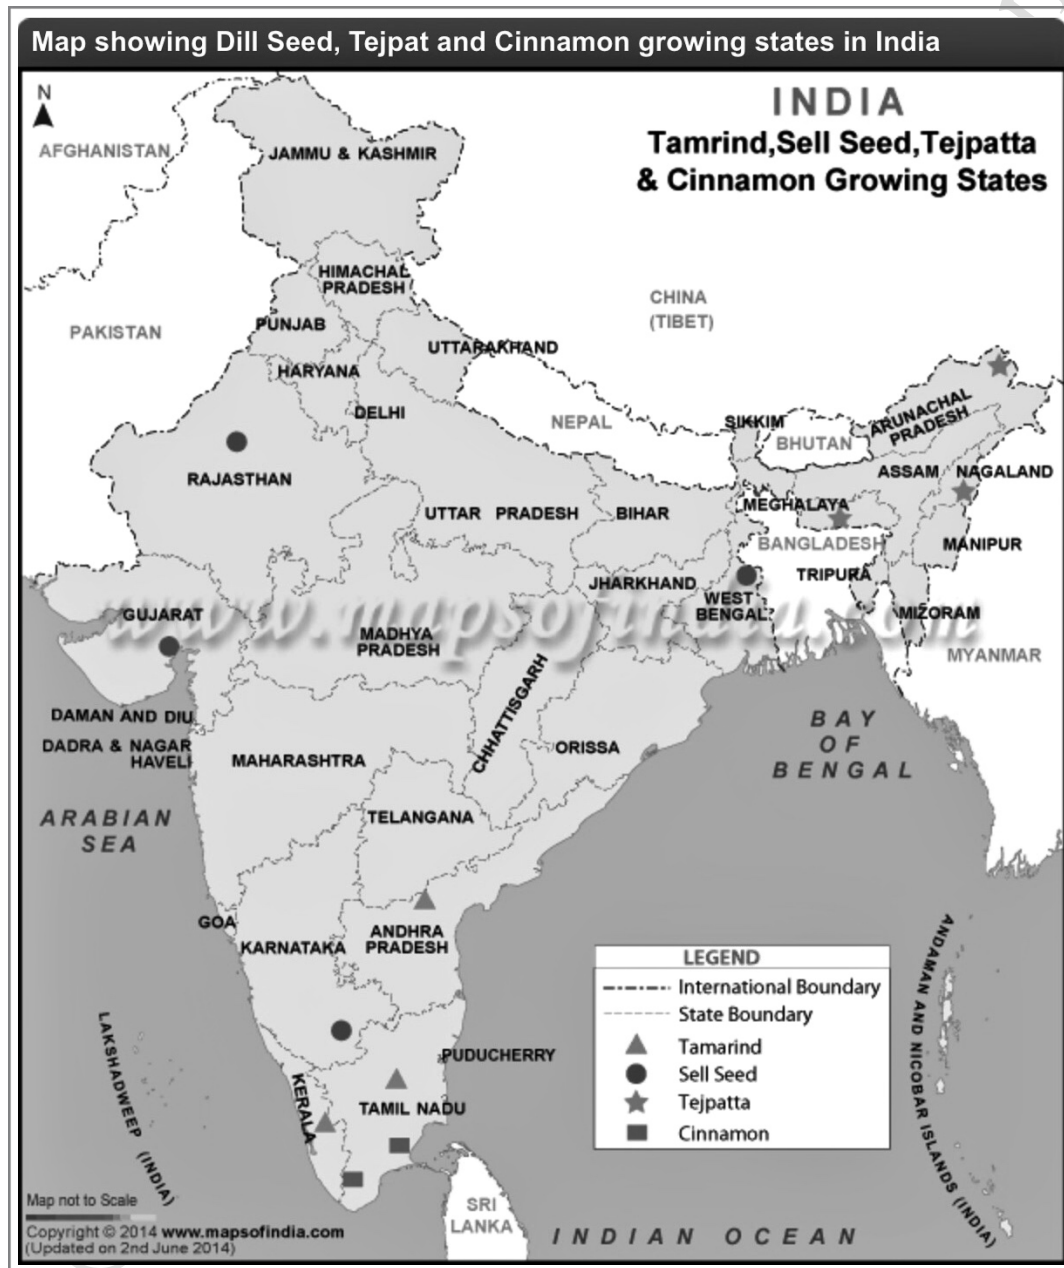 Map showing Dill Seed, Tejpat and Cinnamon growing states in India
N
INDIA
Tamrind,Sell Seed,Tejpatta
& Cinnamon Growing States
AFGHANISTAN
JAMMU & KASHMIR
HIMACHAL
PRADESH
CHINA
(TIBET)
PAKISTAN
PUNJAB
UTTARAKHAND
HARYANA
DELHI
NEPAL
SIKKIM
BHUTAN
ARUNACHAL
PRADESH
RAJASTHAN
ASSAM
NAGALAND
UTTAR PRADESH
BIHAR
MEGHALAYA
BANGLADESH
MANIPUR
JHARKHAND
TRIPURA
WEST
BENGAL
GUJARAT
MIZORAM
www.mapsofindia.com
MADHYA
PRADESH
MYANMAR
CHHATTISGARH
DAMAN AND DIU
DADRA & NAGAR
HAVELI
MAHARASHTRA
ORISSA
BAY
OF
BENGAL
ARABIAN
SEA
TELANGANA
GOA
KARNATAKA
ANDHRA
PRADESH
LEGEND
International Boundary
State Boundary
Tamarind
Sell Seed
Tejpatta
Cinnamon
ANDAMAN AND NICOBAR ISLANDS (INDIA)
LAKSHADWEEP (INDIA)
PUDUCHERRY
KERALA
TAMIL NADU
Map not to Scale
SRI
LANKA
INDIAN OCEAN
Copyright © 2014 www.mapsofindia.com
(Updated on 2nd June 2014)